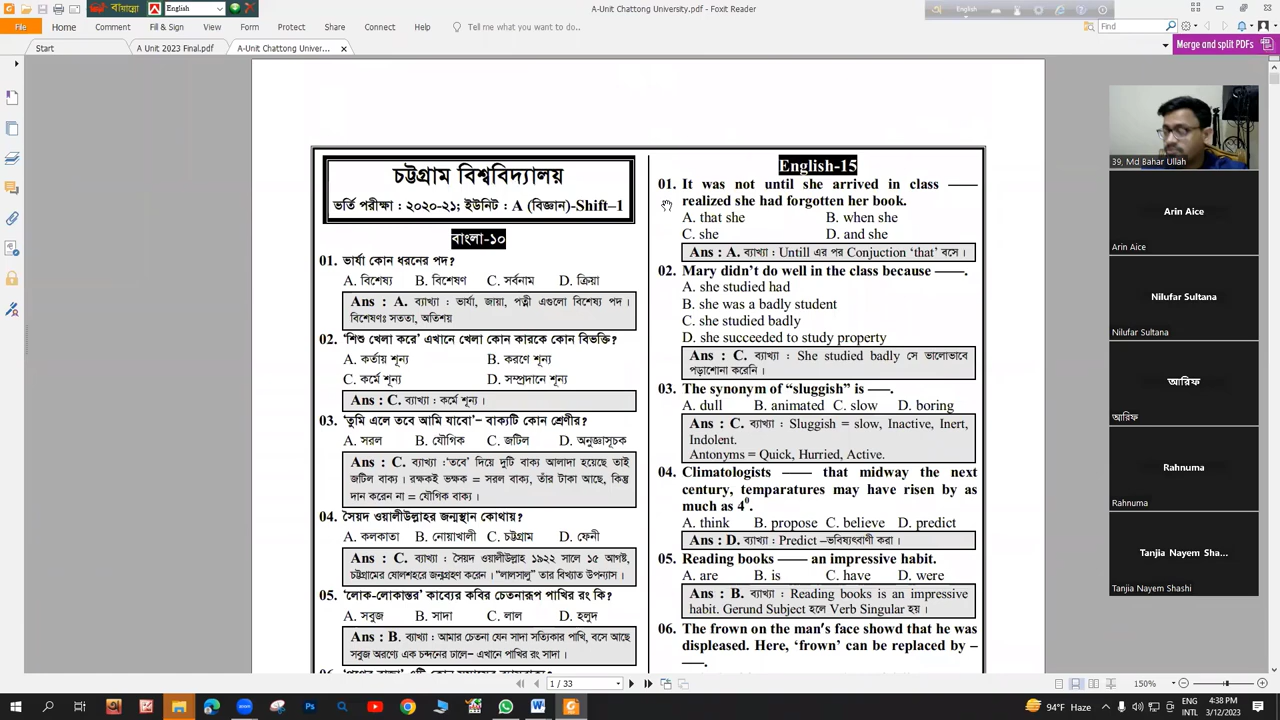 বাংলা English
A-Unit Chattong University.pdf - Foxit Reader
English
File Home Comment Fill & Sign View Form Protect Share Connect Help Tell me what you want to do..
Find
Start A Unit 2023 Final.pdf A-Unit Chattong Univer...
Merge and split PDFs
চট্টগ্রাম বিশ্ববিদ্যালয়
ভর্তি পরীক্ষা : ২০২০-২১; ইউনিট : A (বিজ্ঞান)-Shift–1
বাংলা-১০
01. ভার্যা কোন ধরনের পদ?
A. বিশেষ্য B. বিশেষণ C. সর্বনাম D. ক্রিয়া
Ans : A. ব্যাখ্যা : ভার্যা, জায়া, পত্নী এগুলো বিশেষ্য পদ।
বিশেষণঃ সততা, অতিশয়
02. ‘শিশু খেলা করে’ এখানে খেলা কোন কারকে কোন বিভক্তি?
A. কর্তায় শূন্য B. করণে শূন্য
C. কর্মে শূন্য D. সম্প্রদানে শূন্য
Ans : C. ব্যাখ্যা : কর্মে শূন্য।
03. ‘তুমি এলে তবে আমি যাবো’– বাক্যটি কোন শ্রেণীর?
A. সরল B. যৌগিক C. জটিল D. অনুজ্ঞাসূচক
Ans : C. ব্যাখ্যা :‘তবে’ দিয়ে দুটি বাক্য আলাদা হয়েছে তাই
জটিল বাক্য। রক্ষকই ভক্ষক = সরল বাক্য, তাঁর টাকা আছে, কিন্তু
দান করেন না = যৌগিক বাক্য।
04. সৈয়দ ওয়ালীউল্লাহর জন্মস্থান কোথায়?
A. কলকাতা B. নোয়াখালী C. চট্টগ্রাম D. ফেনী
Ans : C. ব্যাখ্যা : সৈয়দ ওয়ালীউল্লাহ ১৯২২ সালে ১৫ আগষ্ট,
চট্টগ্রামের ষোলশহরে জন্মগ্রহণ করেন। “লালসালু” তার বিখ্যাত উপন্যাস।
05. ‘লোক-লোকান্তর’ কাব্যের কবির চেতনারূপ পাখির রং কি?
A. সবুজ B. সাদা C. লাল D. হলুদ
Ans : B. ব্যাখ্যা : আমার চেতনা যেন সাদা সত্যিকার পাখি, বসে আছে
সবুজ অরণ্যে এক চন্দনের ঢালে– এখানে পাখির রং সাদা।
English-15
01. It was not until she arrived in class ——
realized she had forgotten her book.
A. that she B. when she
C. she D. and she
Ans : A. ব্যাখ্যা : Untill এর পর Conjuction ‘that’ বসে।
02. Mary didn’t do well in the class because ——.
A. she studied had
B. she was a badly student
C. she studied badly
D. she succeeded to study property
Ans : C. ব্যাখ্যা : She studied badly সে ভালোভাবে
পড়াশোনা করেনি।
03. The synonym of “sluggish” is ——.
A. dull B. animated C. slow D. boring
Ans : C. ব্যাখ্যা : Sluggish = slow, Inactive, Inert,
Indolent.
Antonyms = Quick, Hurried, Active.
04. Climatologists —— that midway the next
century, temparatures may have risen by as
much as 4⁰.
A. think B. propose C. believe D. predict
Ans : D. ব্যাখ্যা : Predict –ভবিষ্যৎবাণী করা।
05. Reading books —— an impressive habit.
A. are B. is C. have D. were
Ans : B. ব্যাখ্যা : Reading books is an impressive
habit. Gerund Subject হলে Verb Singular হয়।
06. The frown on the man’s face showd that he was
displeased. Here, ‘frown’ can be replaced by –
——.
39, Md Bahar Ullah
Arin Aice
Arin Aice
Nilufar Sultana
Nilufar Sultana
আরিফ
আরিফ
Rahnuma
Rahnuma
Tanjia Nayem Sha...
Tanjia Nayem Shashi
1 / 33
150%
94°F Haze
ENG
INTL
4:38 PM
3/12/2023